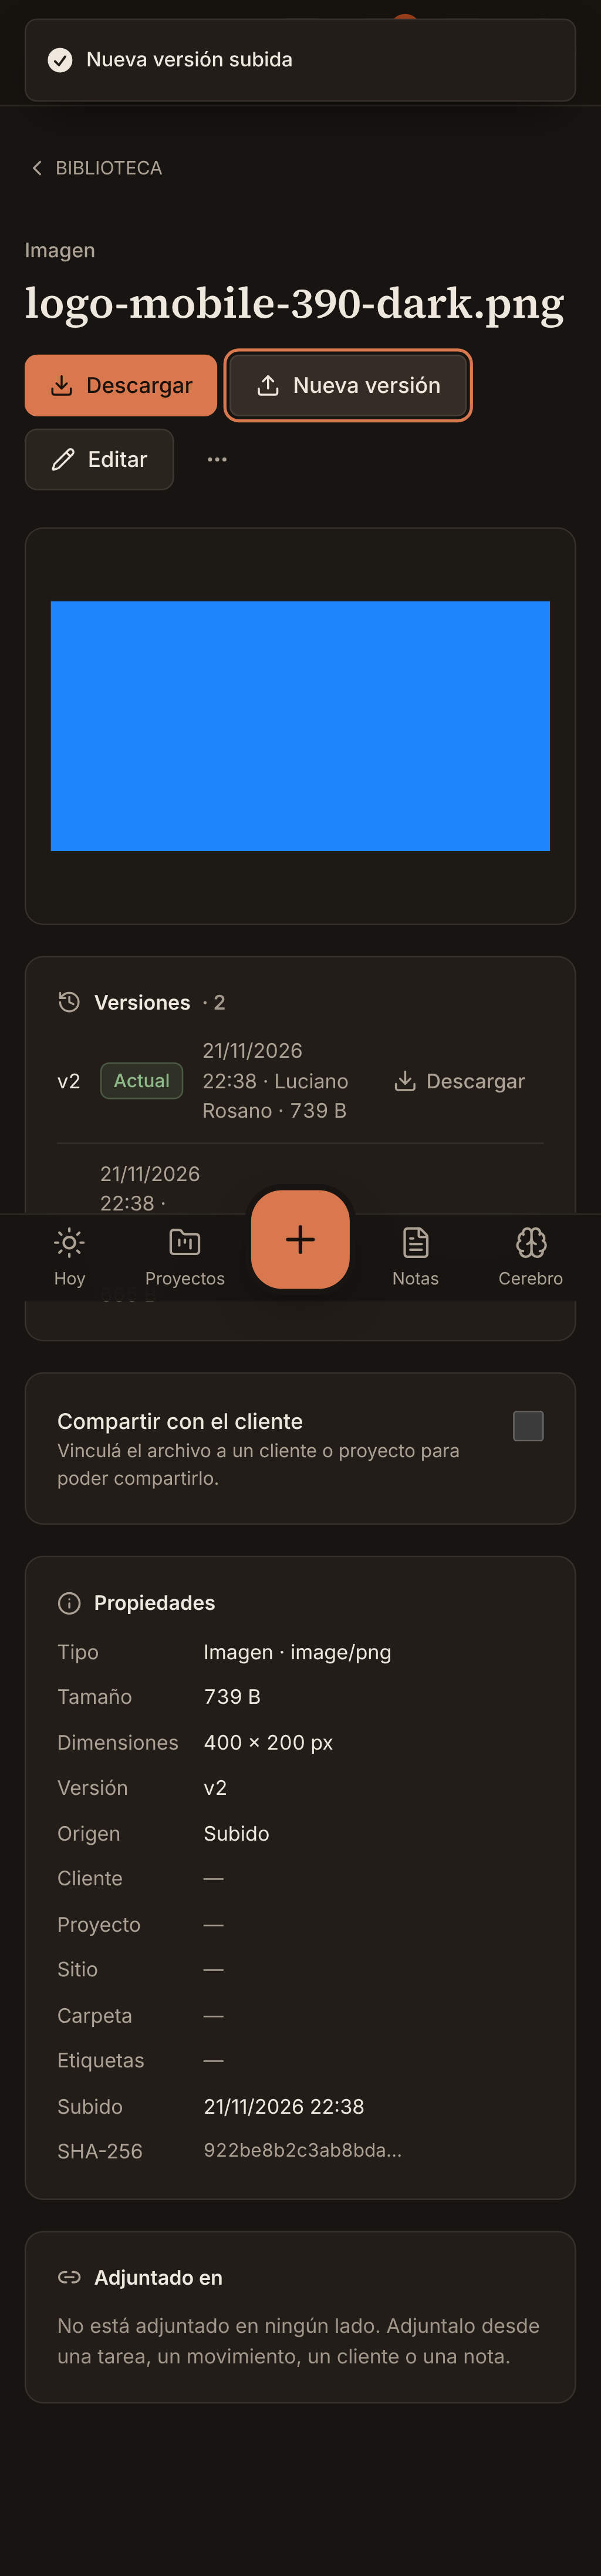 Nueva versión subida
BIBLIOTECA
Imagen
logo-mobile-390-dark.png
Descargar
Nueva versión
Editar
Versiones · 2
v2
Actual
21/11/2026
22:38 · Luciano
Rosano · 739 B
Descargar
21/11/2026
22:38 ·
Hoy
Proyectos
Notas
Cerebro
Compartir con el cliente
Vinculá el archivo a un cliente o proyecto para
poder compartirlo.
Propiedades
Tipo Imagen · image/png
Tamaño 739 B
Dimensiones 400 × 200 px
Versión v2
Origen Subido
Cliente —
Proyecto —
Sitio —
Carpeta —
Etiquetas —
Subido 21/11/2026 22:38
SHA-256 922be8b2c3ab8bda...
Adjuntado en
No está adjuntado en ningún lado. Adjuntalo desde
una tarea, un movimiento, un cliente o una nota.